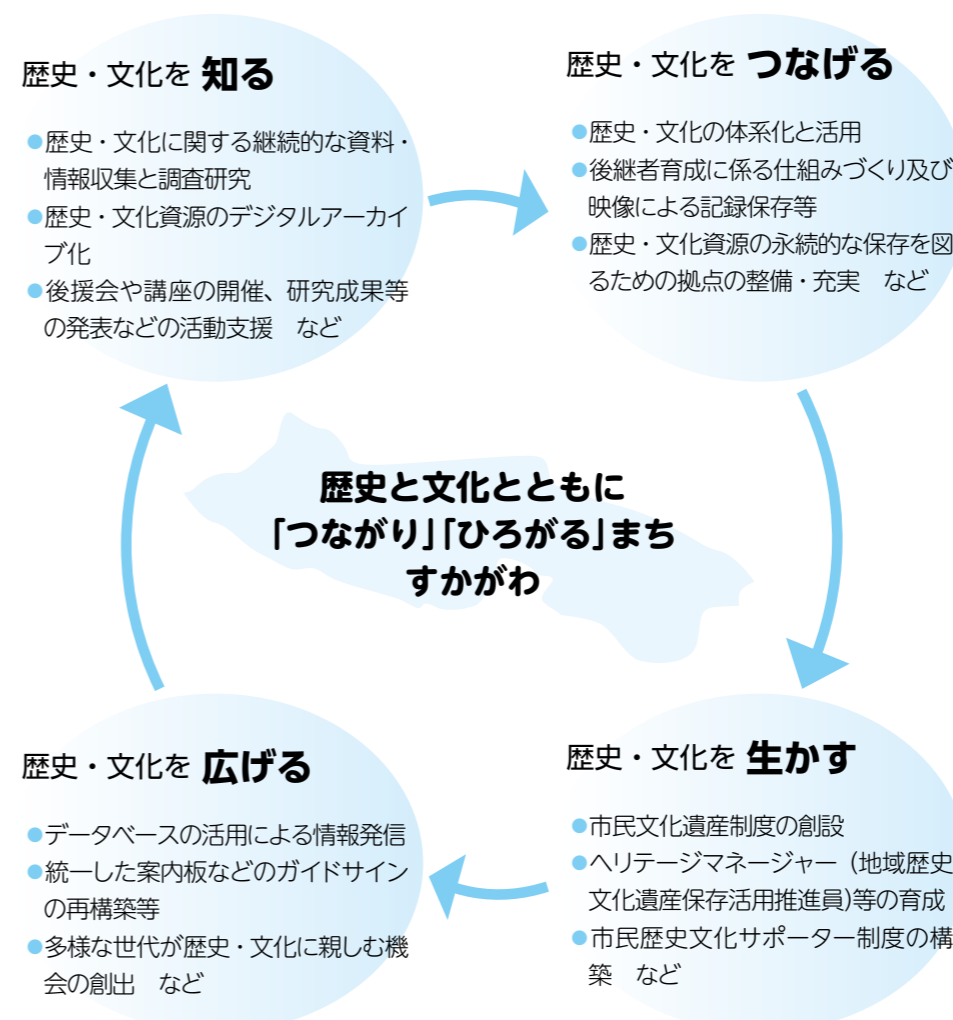 歴史・文化を 知る
●歴史・文化に関する継続的な資料・
情報収集と調査研究
●歴史・文化資源のデジタルアーカイ
ブ化
●後援会や講座の開催、研究成果等
の発表などの活動支援　など
歴史・文化を つなげる
●歴史・文化の体系化と活用
●後継者育成に係る仕組みづくり及び
映像による記録保存等
●歴史・文化資源の永続的な保存を図
るための拠点の整備・充実　など
歴史と文化とともに
「つながり」「ひろがる」まち
すかがわ
歴史・文化を 広げる
●データベースの活用による情報発信
●統一した案内板などのガイドサイン
の再構築等
●多様な世代が歴史・文化に親しむ機
会の創出　など
歴史・文化を 生かす
●市民文化遺産制度の創設
●ヘリテージマネージャー（地域歴史
文化遺産保存活用推進員)等の育成
●市民歴史文化サポーター制度の構
築　など